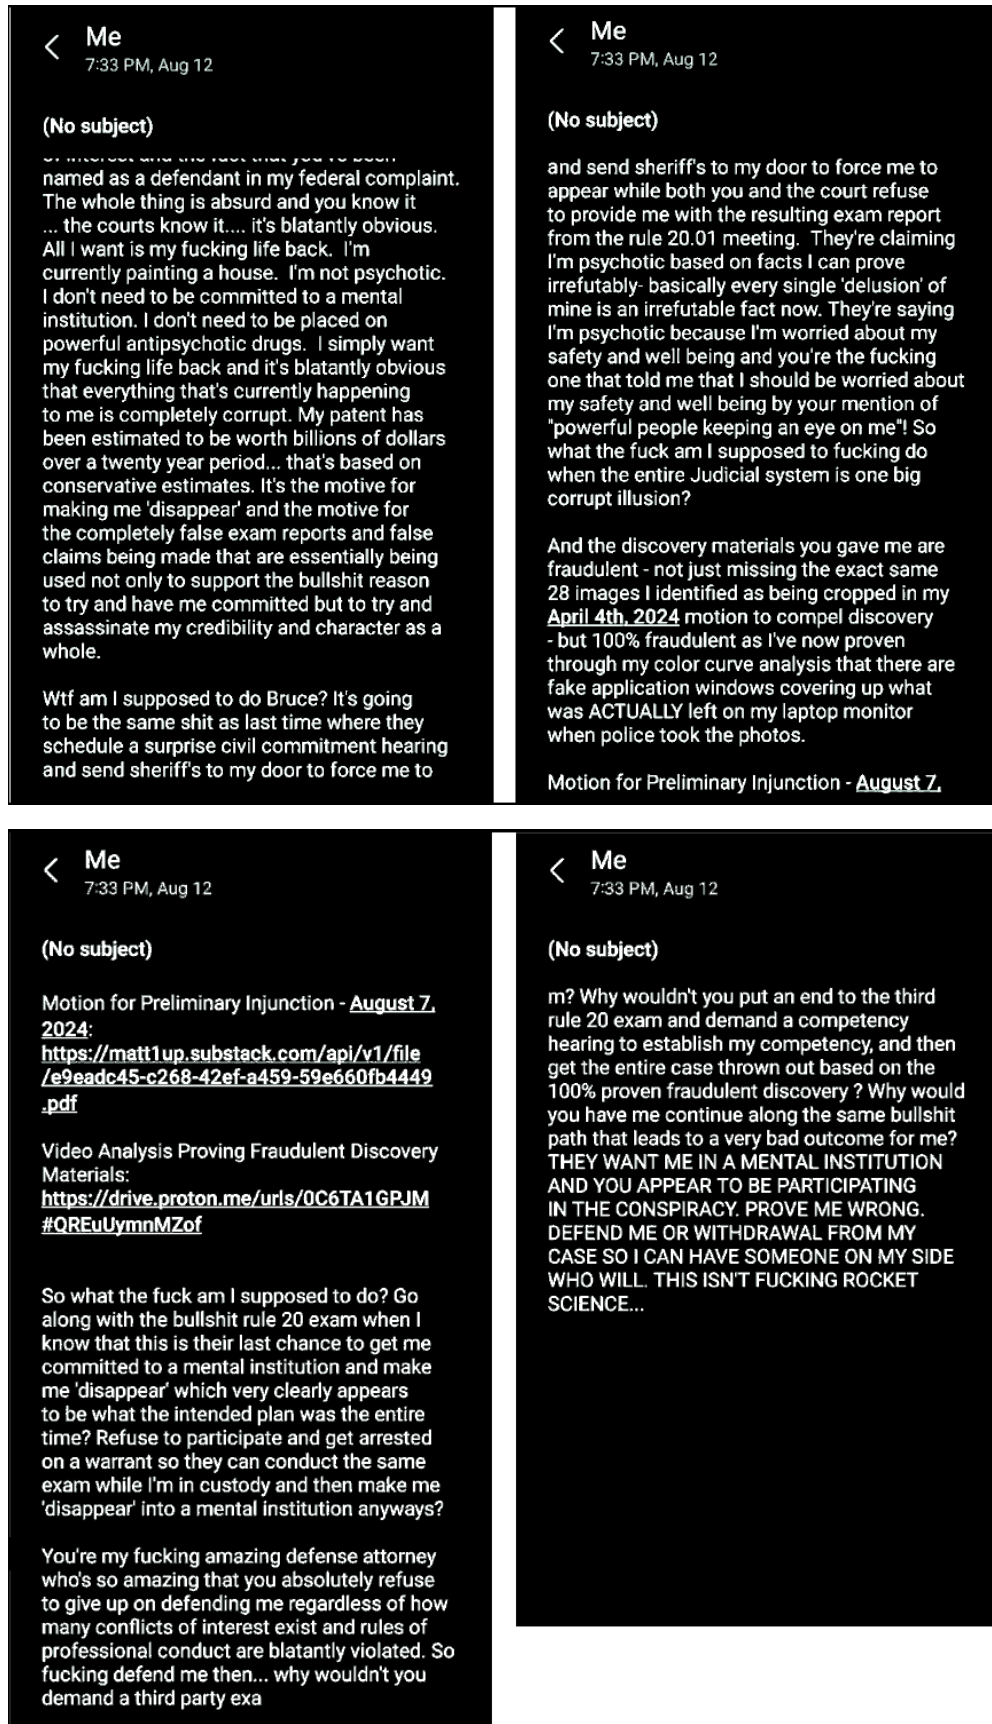 Me
7:33 PM, Aug 12
(No subject)
named as a defendant in my federal complaint.
The whole thing is absurd and you know it
... the courts know it.... it's blatantly obvious.
All I want is my fucking life back.  I'm
currently painting a house.  I'm not psychotic.
I don't need to be committed to a mental
institution. I don't need to be placed on
powerful antipsychotic drugs.  I simply want
my fucking life back and it's blatantly obvious
that everything that's currently happening
to me is completely corrupt. My patent has
been estimated to be worth billions of dollars
over a twenty year period... that's based on
conservative estimates. It's the motive for
making me 'disappear' and the motive for
the completely false exam reports and false
claims being made that are essentially being
used not only to support the bullshit reason
to try and have me committed but to try and
assassinate my credibility and character as a
whole.
Wtf am I supposed to do Bruce? It's going
to be the same shit as last time where they
schedule a surprise civil commitment hearing
and send sheriff's to my door to force me to
Me
7:33 PM, Aug 12
(No subject)
and send sheriff's to my door to force me to
appear while both you and the court refuse
to provide me with the resulting exam report
from the rule 20.01 meeting.  They're claiming
I'm psychotic based on facts I can prove
irrefutably- basically every single 'delusion' of
mine is an irrefutable fact now. They're saying
I'm psychotic because I'm worried about my
safety and well being and you're the fucking
one that told me that I should be worried about
my safety and well being by your mention of
"powerful people keeping an eye on me"! So
what the fuck am I supposed to fucking do
when the entire Judicial system is one big
corrupt illusion?
And the discovery materials you gave me are
fraudulent - not just missing the exact same
28 images I identified as being cropped in my
April 4th, 2024 motion to compel discovery
- but 100% fraudulent as I've now proven
through my color curve analysis that there are
fake application windows covering up what
was ACTUALLY left on my laptop monitor
when police took the photos.
Motion for Preliminary Injunction - August 7,
Me
7:33 PM, Aug 12
(No subject)
Motion for Preliminary Injunction - August 7,
2024:
https://matt1up.substack.com/api/v1/file
/e9eadc45-c268-42ef-a459-59e660fb4449
.pdf
Video Analysis Proving Fraudulent Discovery
Materials:
https://drive.proton.me/urls/0C6TA1GPJM
#QREuUymnMZof
So what the fuck am I supposed to do? Go
along with the bullshit rule 20 exam when I
know that this is their last chance to get me
committed to a mental institution and make
me 'disappear' which very clearly appears
to be what the intended plan was the entire
time? Refuse to participate and get arrested
on a warrant so they can conduct the same
exam while I'm in custody and then make me
'disappear' into a mental institution anyways?
You're my fucking amazing defense attorney
who's so amazing that you absolutely refuse
to give up on defending me regardless of how
many conflicts of interest exist and rules of
professional conduct are blatantly violated. So
fucking defend me then... why wouldn't you
demand a third party exa
Me
7:33 PM, Aug 12
(No subject)
m? Why wouldn't you put an end to the third
rule 20 exam and demand a competency
hearing to establish my competency, and then
get the entire case thrown out based on the
100% proven fraudulent discovery ? Why would
you have me continue along the same bullshit
path that leads to a very bad outcome for me?
THEY WANT ME IN A MENTAL INSTITUTION
AND YOU APPEAR TO BE PARTICIPATING
IN THE CONSPIRACY. PROVE ME WRONG.
DEFEND ME OR WITHDRAWAL FROM MY
CASE SO I CAN HAVE SOMEONE ON MY SIDE
WHO WILL. THIS ISN'T FUCKING ROCKET
SCIENCE...